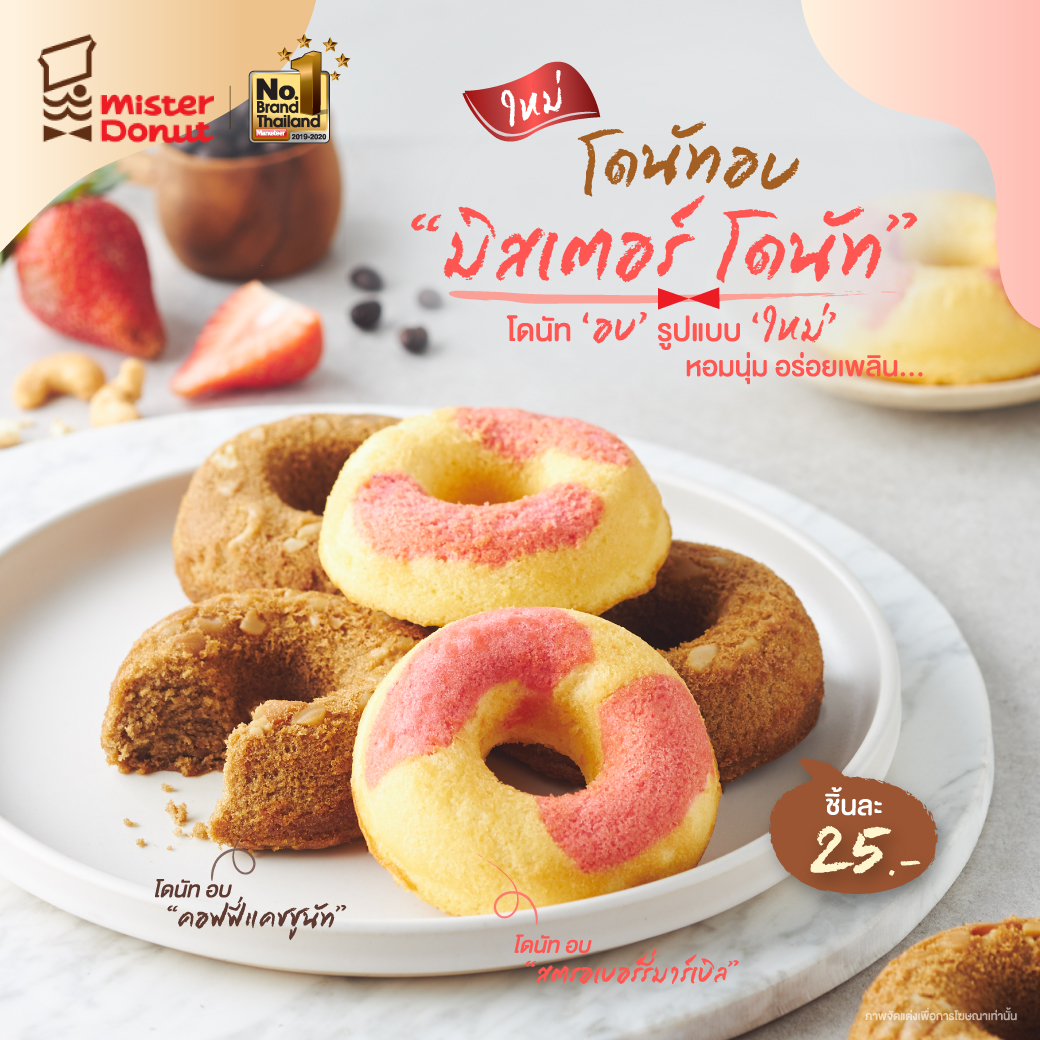 Mister
Donut
No.1
Brand
Thailand
Marketeer
2019-2020
ใหม่
โดนัทอบ
“มิสเตอร์ โดนัท”
โดนัท ‘อบ’ รูปแบบ ‘ใหม่’
หอมนุ่ม อร่อยเพลิน...
ชิ้นละ
25.-
โดนัท อบ
“คอฟฟี่แคชชูนัท”
โดนัท อบ
“สตรอเบอร์รี่มาร์เบิล”
ภาพจัดแต่งเพื่อการโฆษณาเท่านั้น